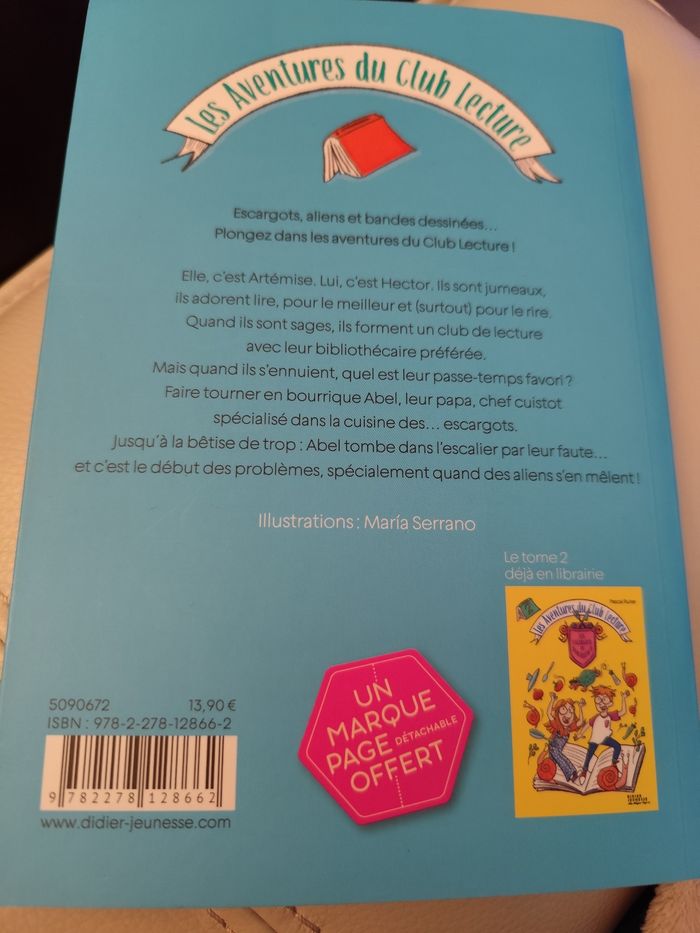 Les Aventures du Club Lecture
Escargots, aliens et bandes dessinées...
Plongez dans les aventures du Club Lecture !
Elle, c'est Artémise. Lui, c'est Hector. Ils sont jumeaux,
ils adorent lire, pour le meilleur et (surtout) pour le rire.
Quand ils sont sages, ils forment un club de lecture
avec leur bibliothécaire préférée.
Mais quand ils s'ennuient, quel est leur passe-temps favori ?
Faire tourner en bourrique Abel, leur papa, chef cuistot
spécialisé dans la cuisine des... escargots.
Jusqu'à la bêtise de trop : Abel tombe dans l'escalier par leur faute...
et c'est le début des problèmes, spécialement quand des aliens s'en mêlent !
Illustrations : María Serrano
Le tome 2
déjà en librairie
Les Aventures du Club Lecture
DIDIER
JEUNESSE
UN
MARQUE
PAGE
DÉTACHABLE
OFFERT
5090672 13,90 €
ISBN : 978-2-278-12866-2
9 782278 128662
www.didier-jeunesse.com